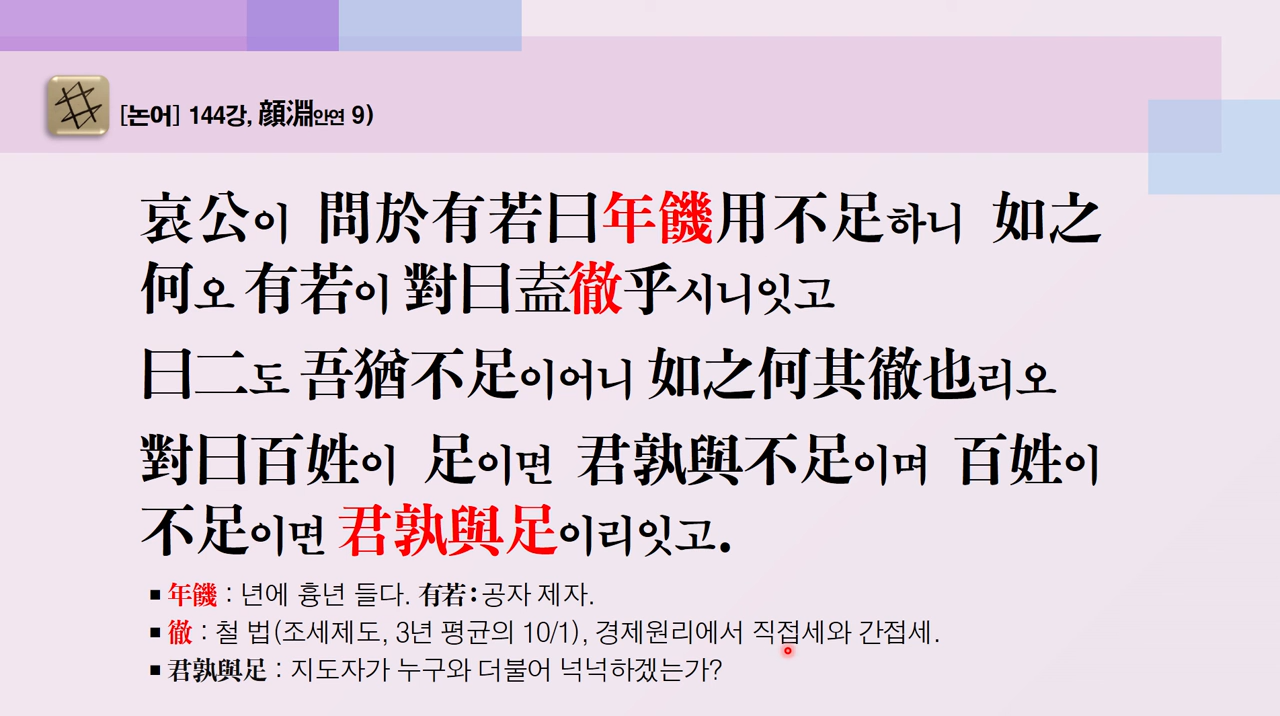 [논어] 144강, 顔淵안연 9)
哀公이 問於有若曰年饑用不足하니 如之
何오 有若이 對曰盍徹乎시니잇고
曰二도 吾猶不足이어니 如之何其徹也리오
對曰百姓이 足이면 君孰與不足이며 百姓이
不足이면 君孰與足이리잇고.
▪ 年饑 : 년에 흉년 들다. 有若:공자 제자.
▪ 徹 : 철 법(조세제도, 3년 평균의 10/1), 경제원리에서 직접세와 간접세.
▪ 君孰與足 : 지도자가 누구와 더불어 넉넉하겠는가?